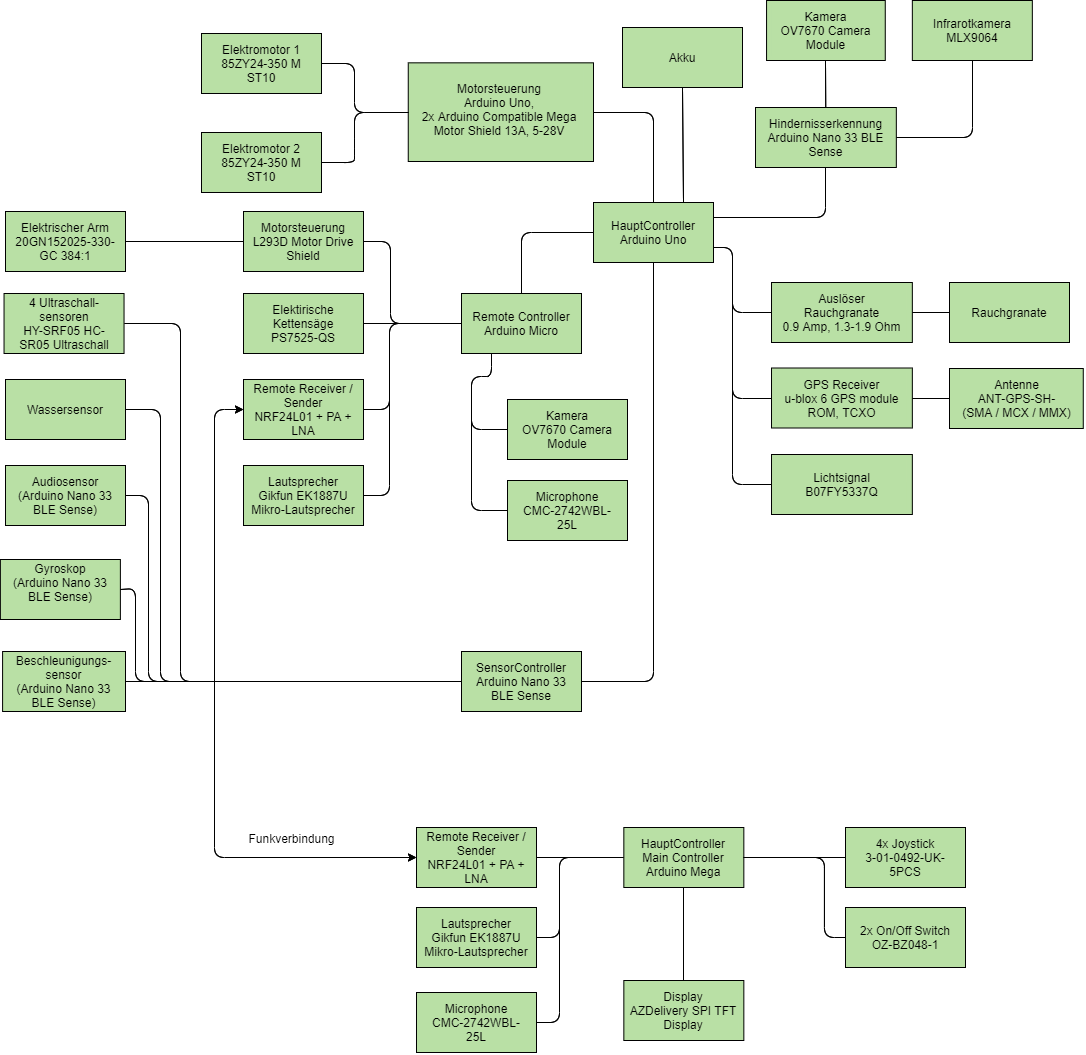 Kamera
OV7670 Camera
Module
Infrarotkamera
MLX9064
Elektromotor 1
85ZY24-350 M
ST10
Akku
Motorsteuerung
Arduino Uno,
2x Arduino Compatible Mega
Motor Shield 13A, 5-28V
Hindernisserkennung
Arduino Nano 33 BLE
Sense
Elektromotor 2
85ZY24-350 M
ST10
Elektrischer Arm
20GN152025-330-
GC 384:1
Motorsteuerung
L293D Motor Drive
Shield
HauptController
Arduino Uno
4 Ultraschall-
sensoren
HY-SRF05 HC-
SR05 Ultraschall
Elektirische
Kettensäge
PS7525-QS
Remote Controller
Arduino Micro
Auslöser
Rauchgranate
0.9 Amp, 1.3-1.9 Ohm
Rauchgranate
Wassersensor
Remote Receiver /
Sender
NRF24L01 + PA +
LNA
Kamera
OV7670 Camera
Module
GPS Receiver
u-blox 6 GPS module
ROM, TCXO
Antenne
ANT-GPS-SH-
(SMA / MCX / MMX)
Audiosensor
(Arduino Nano 33
BLE Sense)
Lautsprecher
Gikfun EK1887U
Mikro-Lautsprecher
Microphone
CMC-2742WBL-
25L
Lichtsignal
B07FY5337Q
Gyroskop
(Arduino Nano 33
BLE Sense)
Beschleunigungs-
sensor
(Arduino Nano 33
BLE Sense)
SensorController
Arduino Nano 33
BLE Sense
Funkverbindung
Remote Receiver /
Sender
NRF24L01 + PA +
LNA
HauptController
Main Controller
Arduino Mega
4x Joystick
3-01-0492-UK-
5PCS
Lautsprecher
Gikfun EK1887U
Mikro-Lautsprecher
2x On/Off Switch
OZ-BZ048-1
Microphone
CMC-2742WBL-
25L
Display
AZDelivery SPI TFT
Display